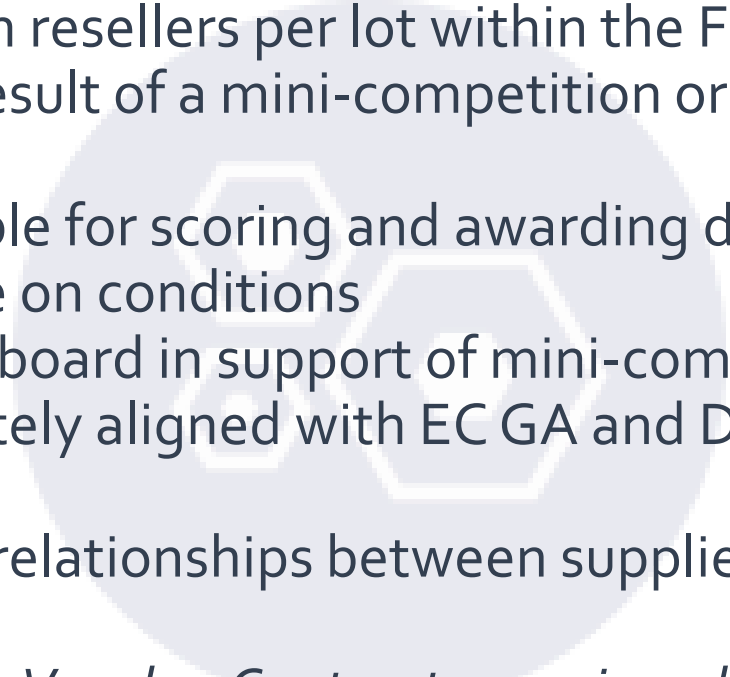 n resellers per lot within the F
esult of a mini-competition or
ole for scoring and awarding d
e on conditions
board in support of mini-com
tely aligned with EC GA and D
relationships between supplie